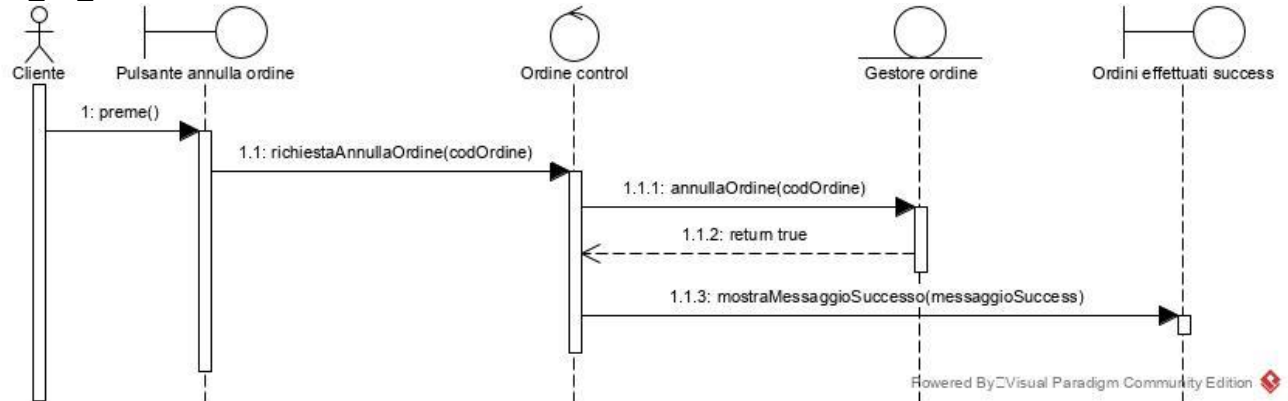 Cliente
Pulsante annulla ordine
Ordine control
Gestore ordine
Ordini effettuati success
1: preme()
1.1: richiestaAnnullaOrdine(codOrdine)
1.1.1: annullaOrdine(codOrdine)
1.1.2: return true
1.1.3: mostraMessaggioSuccesso(messaggioSuccess)
Powered By Visual Paradigm Community Edition